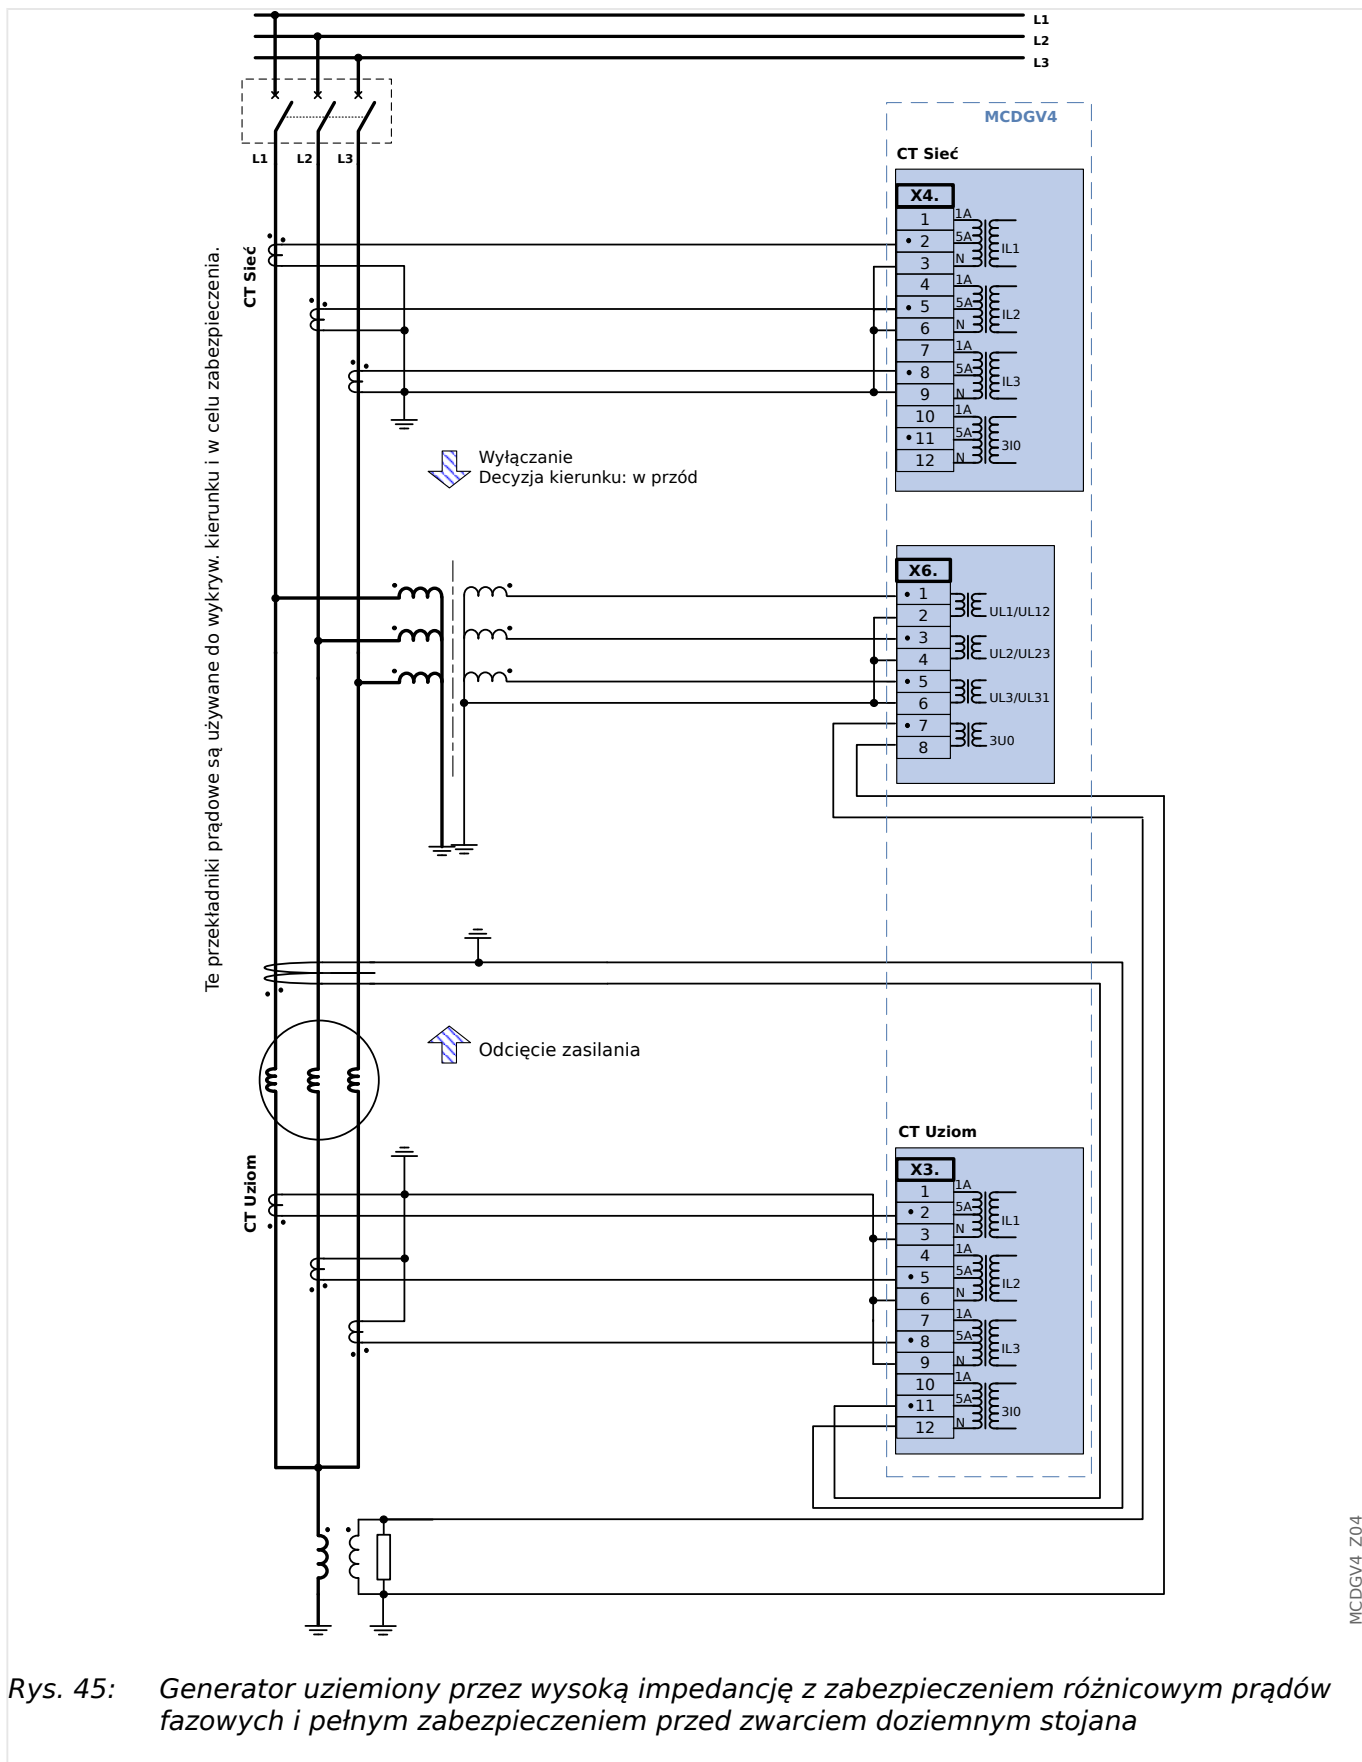 L1
L2
L3
L1 L2 L3
MCDGV4
CT Sieć
X4.
1 1A
2 5A IL1
3 N
4 1A
5 5A IL2
6 N
7 1A
8 5A IL3
9 N
10 1A
11 5A 3I0
12 N
CT Sieć
Te przekładniki prądowe są używane do wykryw. kierunku i w celu zabezpieczenia.
Wyłączanie
Decyzja kierunku: w przód
X6.
1
2 UL1/UL12
3
4 UL2/UL23
5
6 UL3/UL31
7
8 3U0
Odcięcie zasilania
CT Uziom
CT Uziom
X3.
1 1A
2 5A IL1
3 N
4 1A
5 5A IL2
6 N
7 1A
8 5A IL3
9 N
10 1A
11 5A 3I0
12 N
MCDGV4_Z04
Rys. 45: Generator uziemiony przez wysoką impedancję z zabezpieczeniem różnicowym prądów
fazowych i pełnym zabezpieczeniem przed zwarciem doziemnym stojana